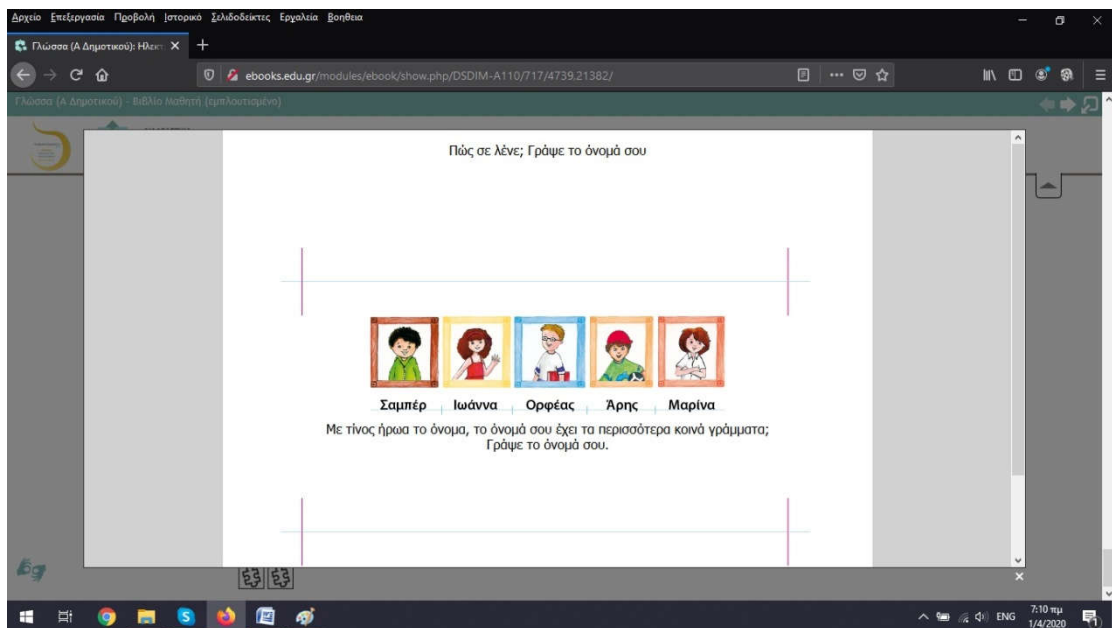 Αρχείο Επεξεργασία Προβολή Ιστορικό Σελιδοδείκτες Εργαλεία Βοήθεια
Γλώσσα (Α Δημοτικού): Ηλεκτ
ebooks.edu.gr/modules/ebook/show.php/DSDIM-A110/717/4739.21382/
Γλώσσα (Α Δημοτικού) - Βιβλίο Μαθητή (εμπλουτισμένο)
Πώς σε λένε; Γράψε το όνομά σου
Σαμπέρ Ιωάννα Ορφέας Άρης Μαρίνα
Με τίνος ήρωα το όνομα, το όνομά σου έχει τα περισσότερα κοινά γράμματα;
Γράψε το όνομά σου.
ENG
7:10 πμ
1/4/2020